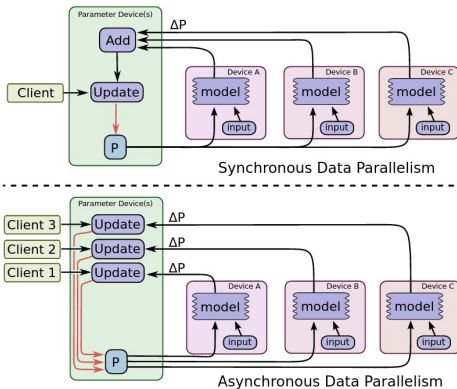 Parameter Device(s)
ΔP
Add
Device A
Device B
Device C
Client
Update
model
model
model
input
input
input
P
Synchronous Data Parallelism
Parameter Device(s)
Client 3
Update
ΔP
Client 2
Update
ΔP
Client 1
Update
ΔP
Device A
Device B
Device C
model
model
model
input
input
input
P
Asynchronous Data Parallelism